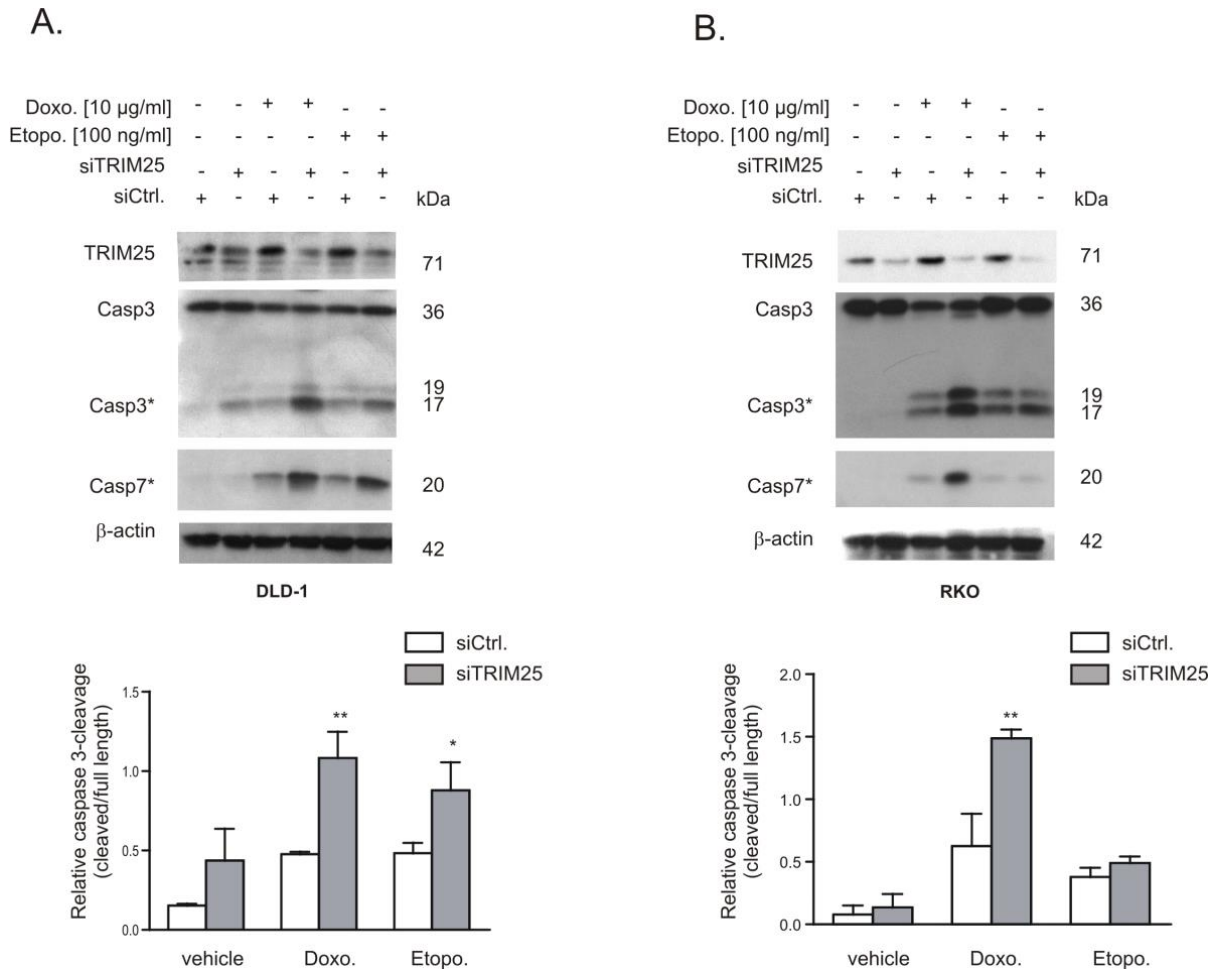 A.
Doxo. [10 µg/ml] - - + + - -
Etopo. [100 ng/ml] - - - - + +
siTRIM25 - + - + - +
siCtrl. + - + - + - kDa
TRIM25 71
Casp3 36
19
Casp3* 17
Casp7* 20
β-actin 42
DLD-1
siCtrl.
siTRIM25
Relative caspase 3-cleavage
(cleaved/full length)
1.5
1.0
0.5
0.0
** *
vehicle Doxo. Etopo.
B.
Doxo. [10 µg/ml] - - + + - -
Etopo. [100 ng/ml] - - - - + +
siTRIM25 - + - + - +
siCtrl. + - + - + - kDa
TRIM25 71
Casp3 36
19
Casp3* 17
Casp7* 20
β-actin 42
RKO
siCtrl.
siTRIM25
Relative caspase 3-cleavage
(cleaved/full length)
2.0
1.5
1.0
0.5
0.0
**
vehicle Doxo. Etopo.